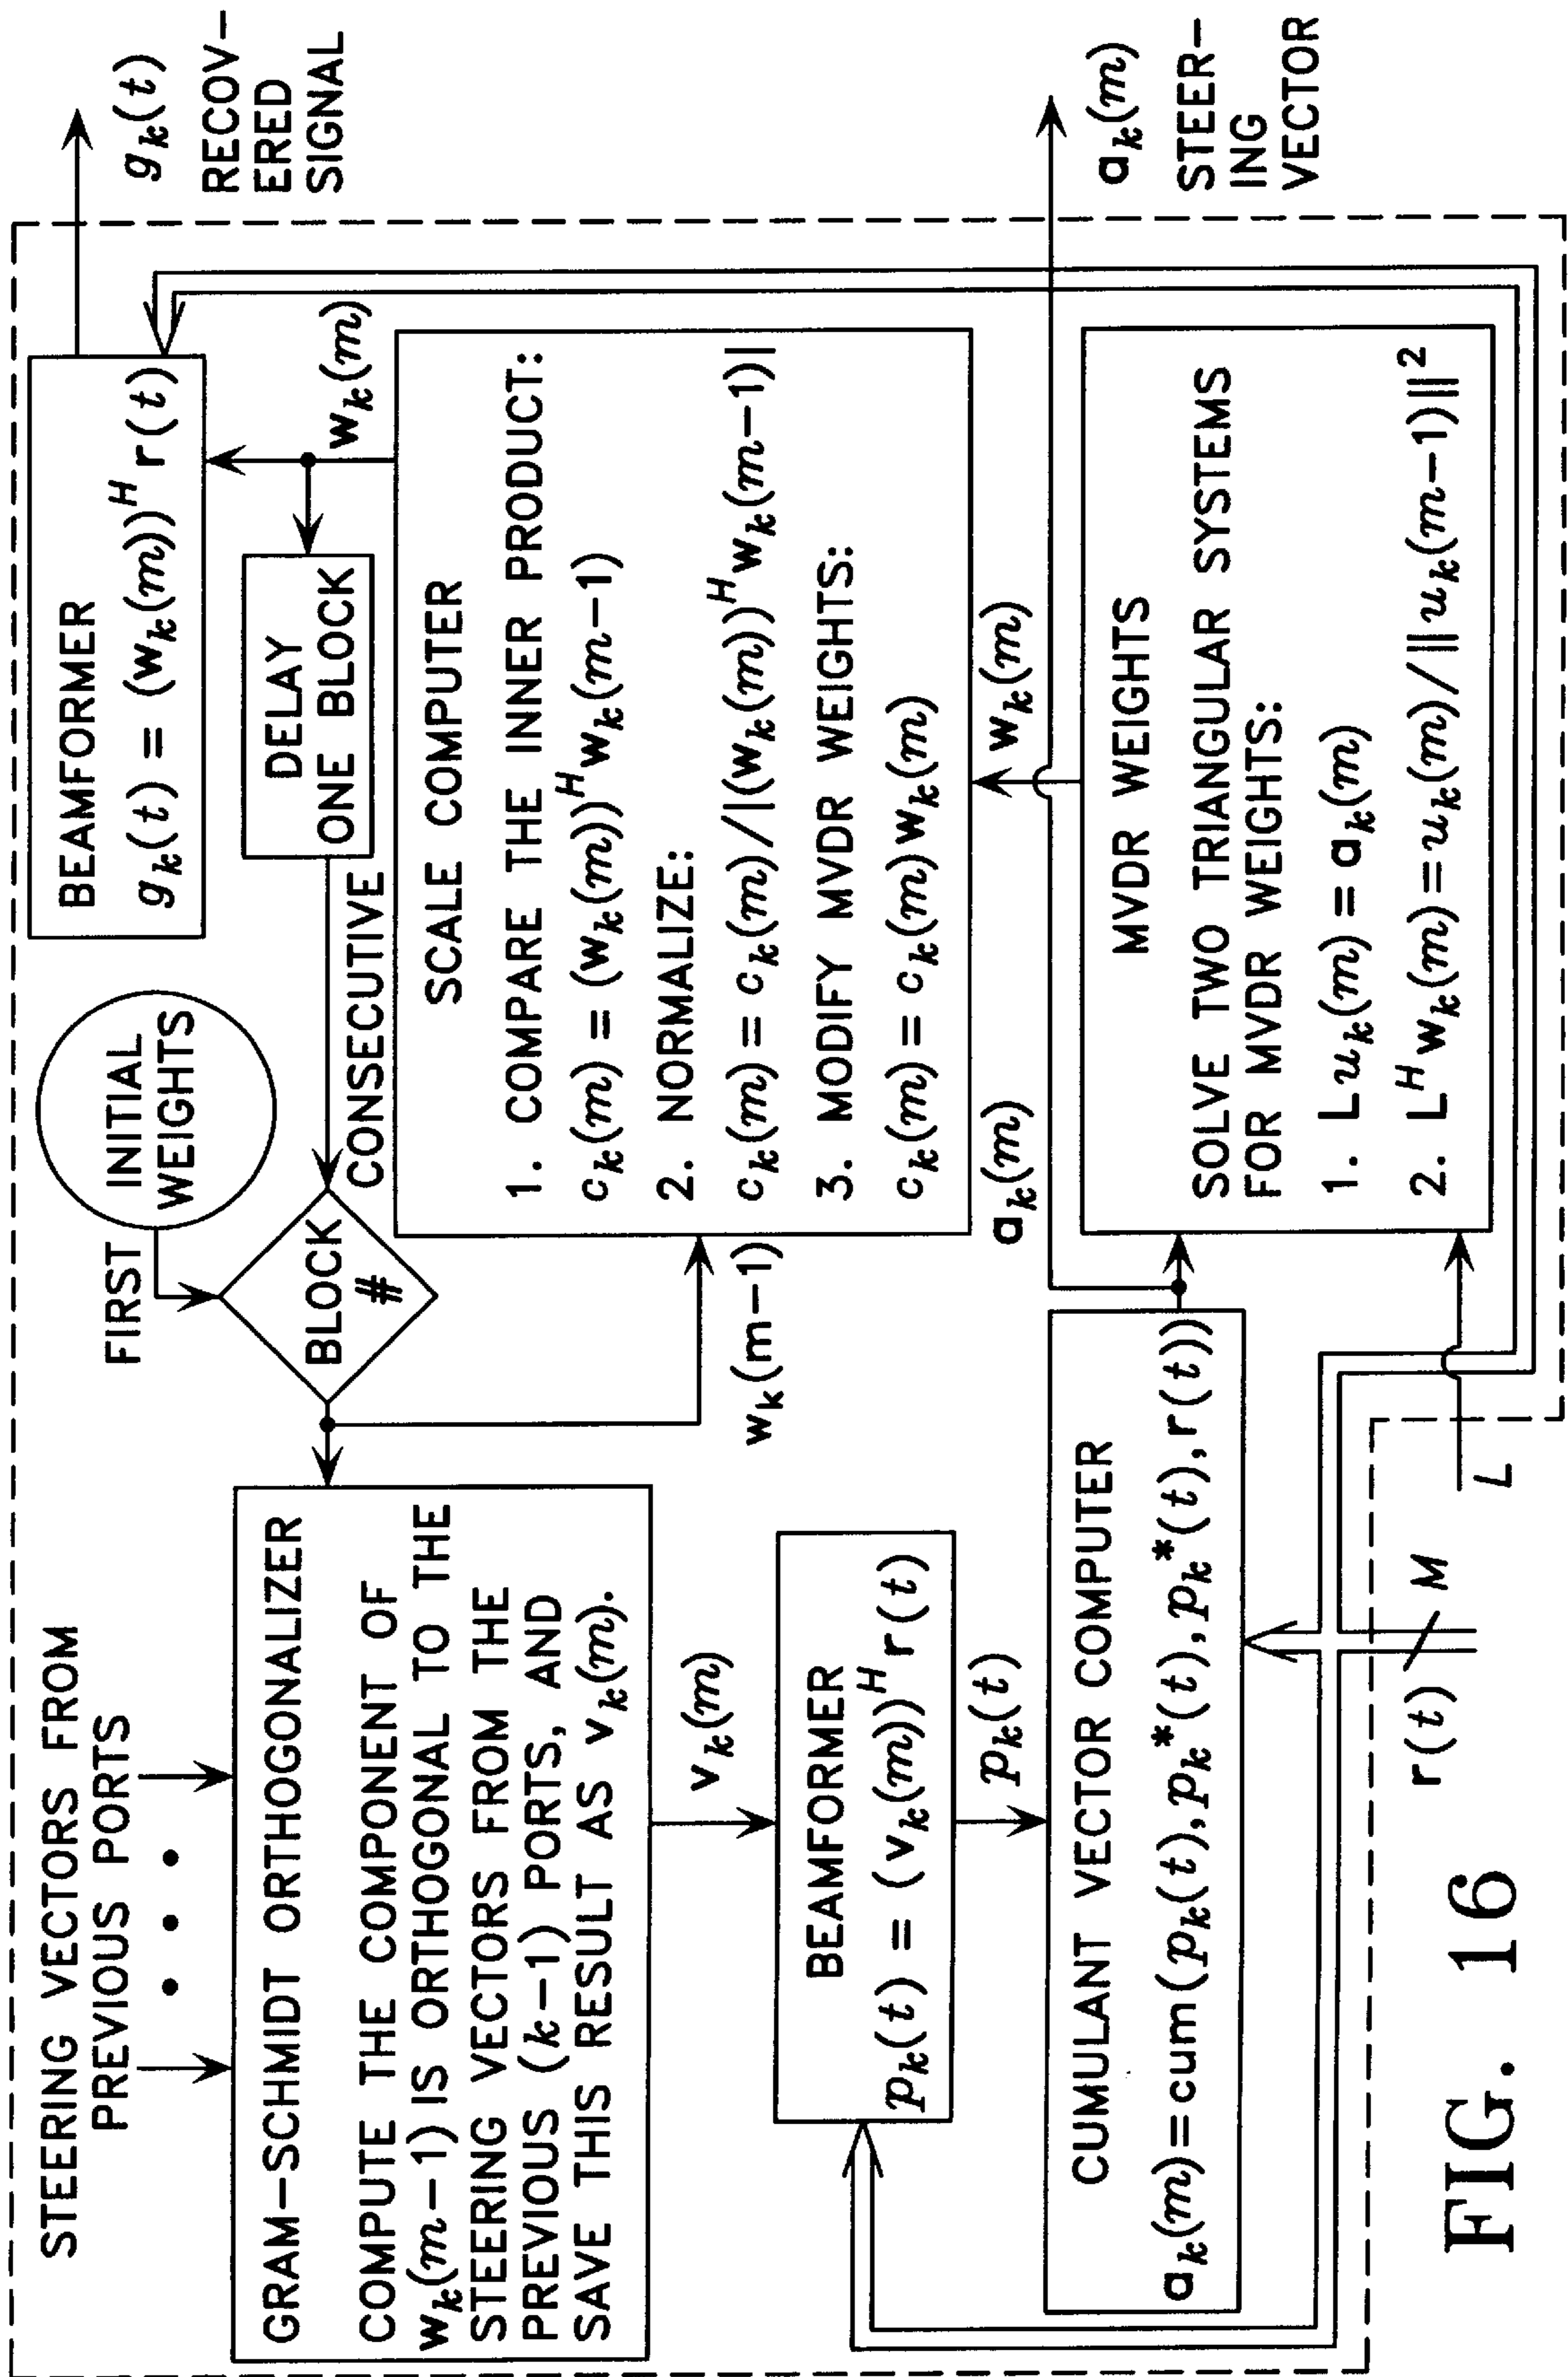 STEERING VECTORS FROM
PREVIOUS PORTS
• • •
GRAM-SCHMIDT ORTHOGONALIZER
COMPUTE THE COMPONENT OF
w_k(m-1) IS ORTHOGONAL TO THE
STEERING VECTORS FROM THE
PREVIOUS (k-1) PORTS, AND
SAVE THIS RESULT AS v_k(m).
v_k(m)
BEAMFORMER
p_k(t) = (v_k(m))^H r(t)
p_k(t)
CUMULANT VECTOR COMPUTER
a_k(m)=cum(p_k(t),p_k*(t),p_k*(t),r(t))
r(t)
M
L
FIRST
INITIAL
WEIGHTS
BLOCK
#
CONSECUTIVE
w_k(m-1)
DELAY
ONE BLOCK
BEAMFORMER
g_k(t) = (w_k(m))^H r(t)
w_k(m)
SCALE COMPUTER
1. COMPARE THE INNER PRODUCT:
c_k(m) = (w_k(m))^H w_k(m-1)
2. NORMALIZE:
c_k(m) = c_k(m)/|(w_k(m))^H w_k(m-1)|
3. MODIFY MVDR WEIGHTS:
c_k(m) = c_k(m)w_k(m)
w_k(m)
a_k(m)
MVDR WEIGHTS
SOLVE TWO TRIANGULAR SYSTEMS
FOR MVDR WEIGHTS:
1. L u_k(m) = a_k(m)
2. L^H w_k(m)=u_k(m)/||u_k(m-1)||^2
g_k(t)
RECOV-
ERED
SIGNAL
a_k(m)
STEER-
ING
VECTOR
FIG. 16